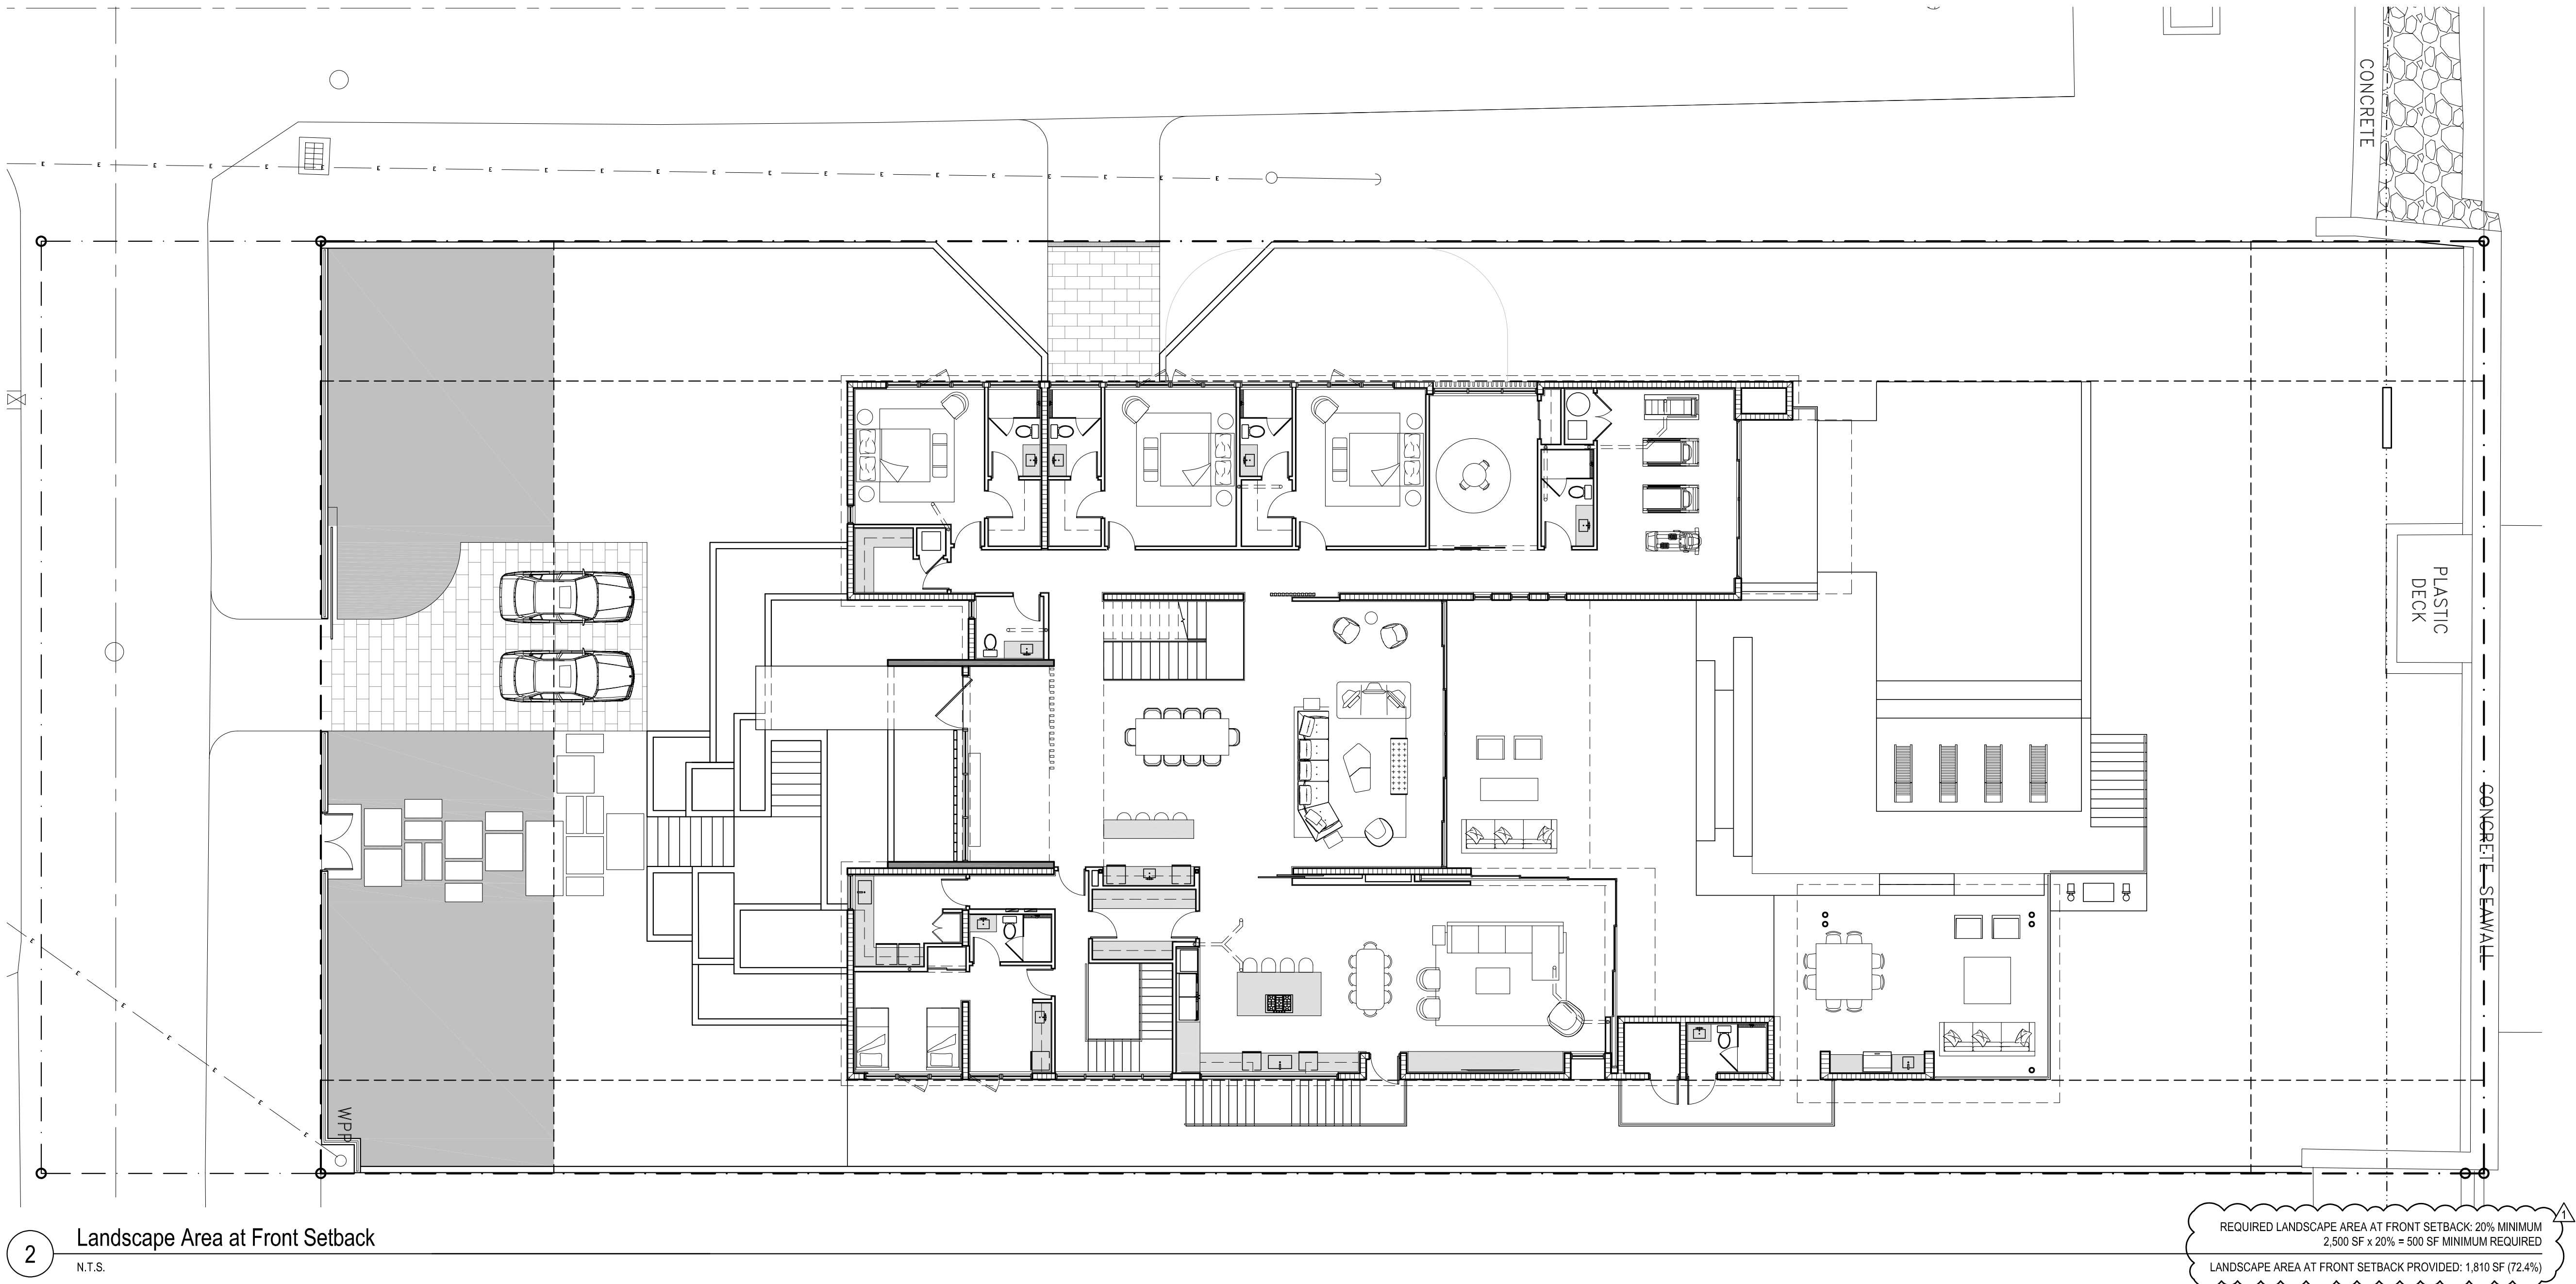 CONCRETE
E E E E E E E E E E E E E E E E E E E E E E
PLASTIC
DECK
CONCRETE SEAWALL
E
E
E
E
E
E
E
WPP
2
Landscape Area at Front Setback
N.T.S.
1
REQUIRED LANDSCAPE AREA AT FRONT SETBACK: 20% MINIMUM
2,500 SF x 20% = 500 SF MINIMUM REQUIRED
LANDSCAPE AREA AT FRONT SETBACK PROVIDED: 1,810 SF (72.4%)